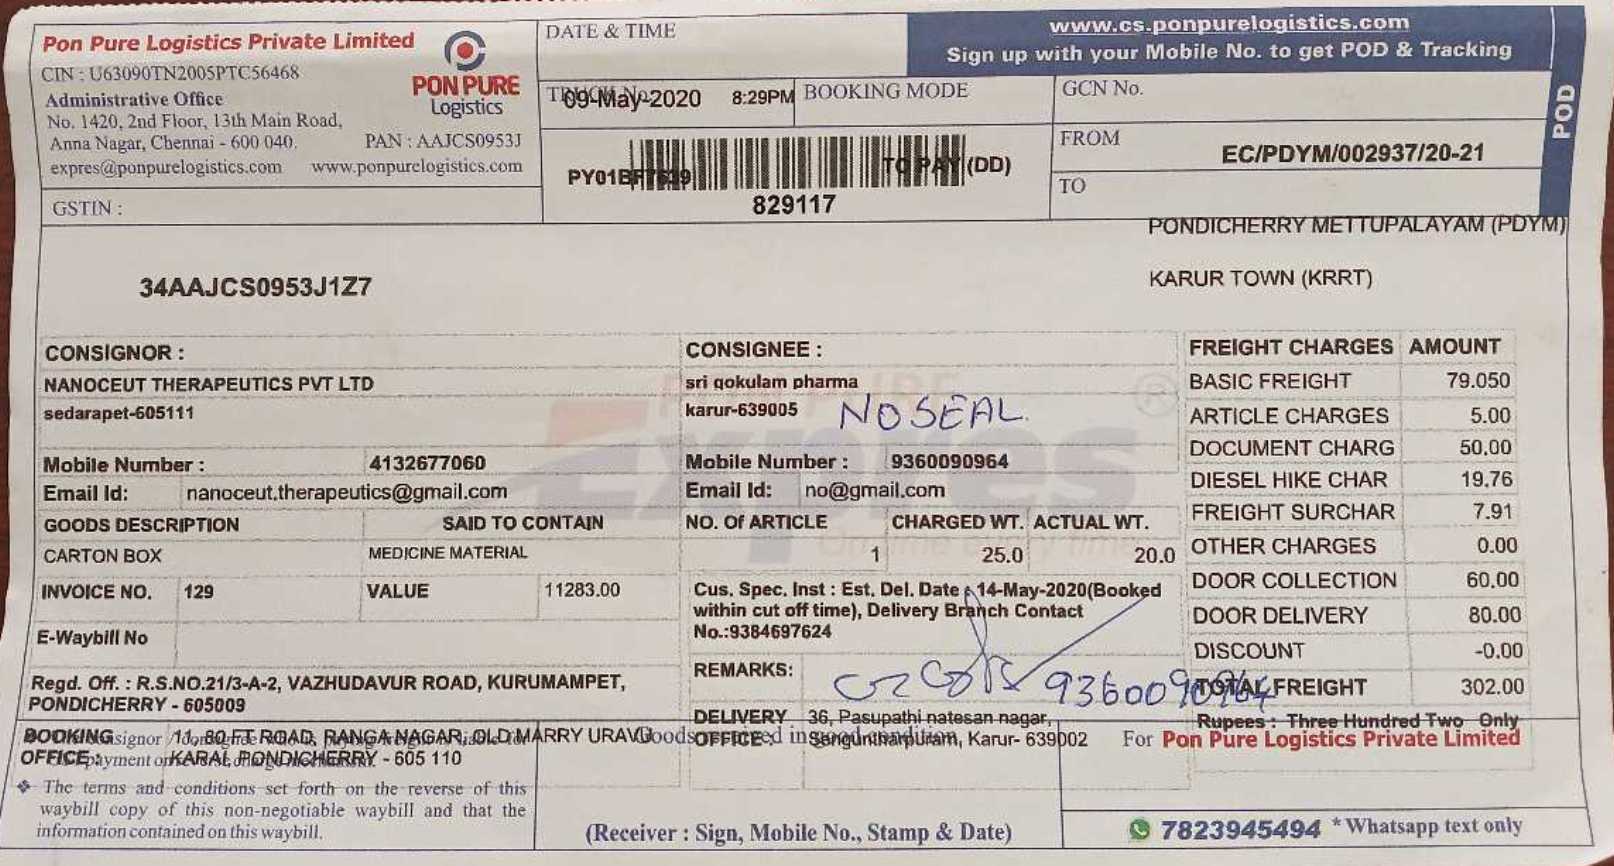 Pon Pure Logistics Private Limited
CIN : U63090TN2005PTC56468
Administrative Office
No. 1420, 2nd Floor, 13th Main Road,
Anna Nagar, Chennai - 600 040.
PAN : AAJCS0953J
expres@ponpurelogistics.com www.ponpurelogistics.com
PON PURE
Logistics
GSTIN :
34AAJCS0953J1Z7
DATE & TIME
09-May-2020 8:29PM
BOOKING MODE
TO PAY (DD)
PY01BF7639
829117
www.cs.ponpurelogistics.com
Sign up with your Mobile No. to get POD & Tracking
POD
GCN No.
FROM
EC/PDYM/002937/20-21
TO
PONDICHERRY METTUPALAYAM (PDYM)
KARUR TOWN (KRRT)
CONSIGNOR :
NANOCEUT THERAPEUTICS PVT LTD
sedarapet-605111
Mobile Number : 4132677060
Email Id: nanoceut.therapeutics@gmail.com
CONSIGNEE :
sri gokulam pharma
karur-639005
NO SEAL
Mobile Number : 9360090964
Email Id: no@gmail.com
GOODS DESCRIPTION SAID TO CONTAIN NO. Of ARTICLE CHARGED WT. ACTUAL WT.
CARTON BOX MEDICINE MATERIAL 1 25.0 20.0
INVOICE NO. 129 VALUE 11283.00
E-Waybill No
Cus. Spec. Inst : Est. Del. Date : 14-May-2020(Booked
within cut off time), Delivery Branch Contact
No.:9384697624
REMARKS:
9360090964
Regd. Off. : R.S.NO.21/3-A-2, VAZHUDAVUR ROAD, KURUMAMPET,
PONDICHERRY - 605009
BOOKING 11, 80 FT ROAD, RANGA NAGAR, OLD MARRY URAVU
OFFICE : KARAI, PONDICHERRY - 605 110
DELIVERY 36, Pasupathi natesan nagar,
OFFICE : Senguntharpuram, Karur- 639002
FREIGHT CHARGES AMOUNT
BASIC FREIGHT 79.050
ARTICLE CHARGES 5.00
DOCUMENT CHARG 50.00
DIESEL HIKE CHAR 19.76
FREIGHT SURCHAR 7.91
OTHER CHARGES 0.00
DOOR COLLECTION 60.00
DOOR DELIVERY 80.00
DISCOUNT -0.00
TOTAL FREIGHT 302.00
Rupees : Three Hundred Two Only
For Pon Pure Logistics Private Limited
The terms and conditions set forth on the reverse of this
waybill copy of this non-negotiable waybill and that the
information contained on this waybill.
(Receiver : Sign, Mobile No., Stamp & Date)
7823945494 * Whatsapp text only